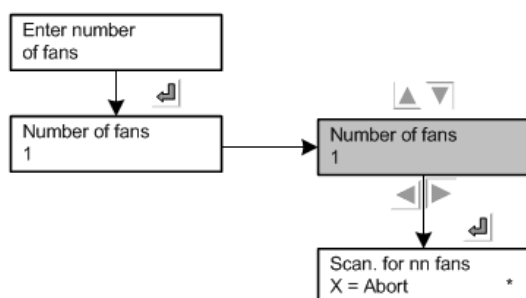 Enter number
of fans
Number of fans
1
Number of fans
1
Scan. for nn fans
X = Abort *